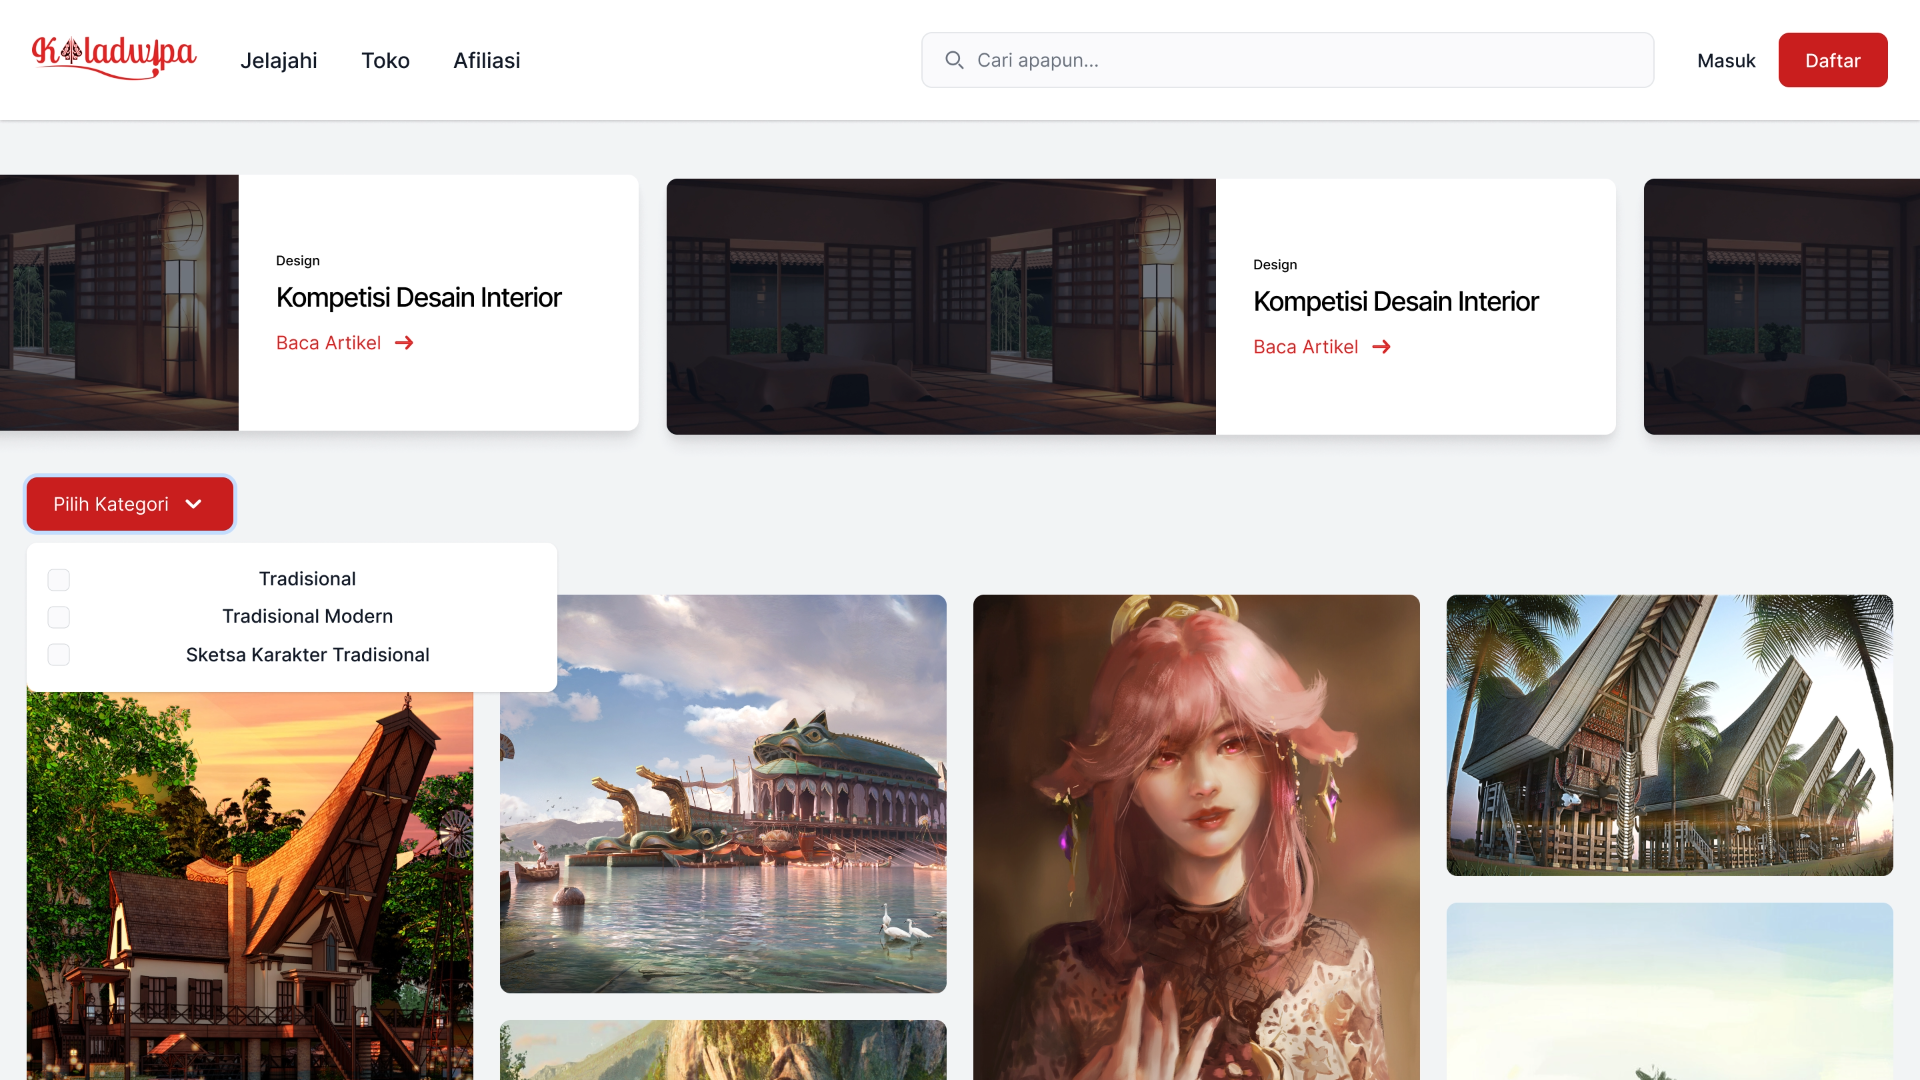 Kaladwipa
Jelajahi
Toko
Afiliasi
Cari apapun...
Masuk
Daftar
Design
Kompetisi Desain Interior
Baca Artikel
Design
Kompetisi Desain Interior
Baca Artikel
Pilih Kategori
Tradisional
Tradisional Modern
Sketsa Karakter Tradisional